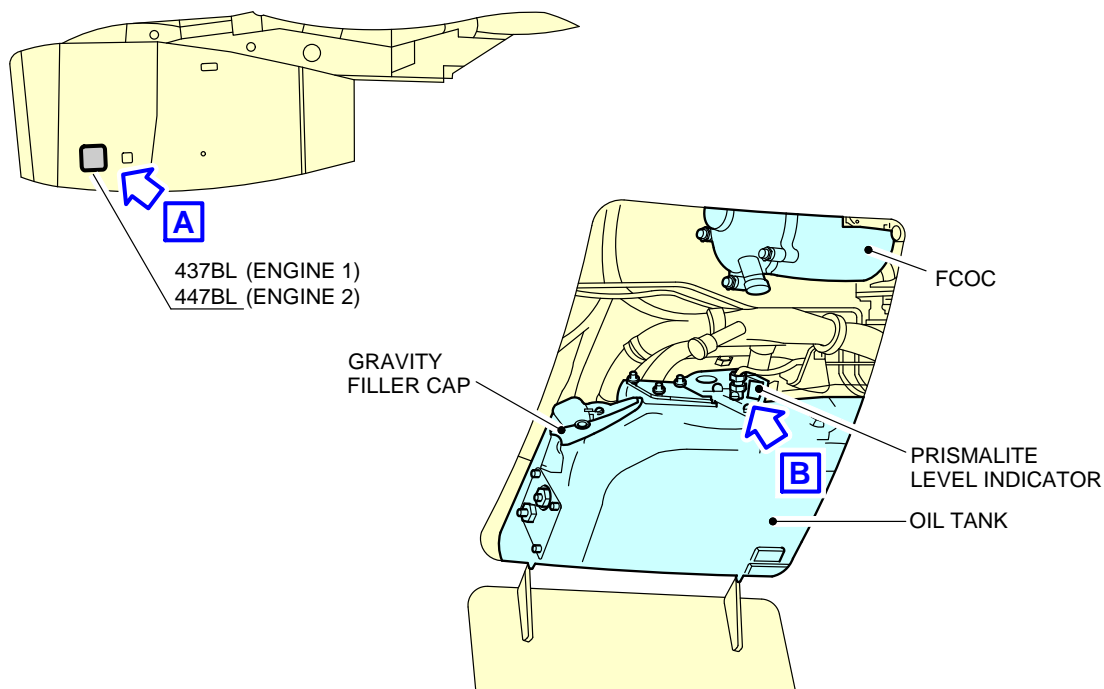 A
437BL (ENGINE 1)
447BL (ENGINE 2)
FCOC
GRAVITY
FILLER CAP
B
PRISMALITE
LEVEL INDICATOR
OIL TANK